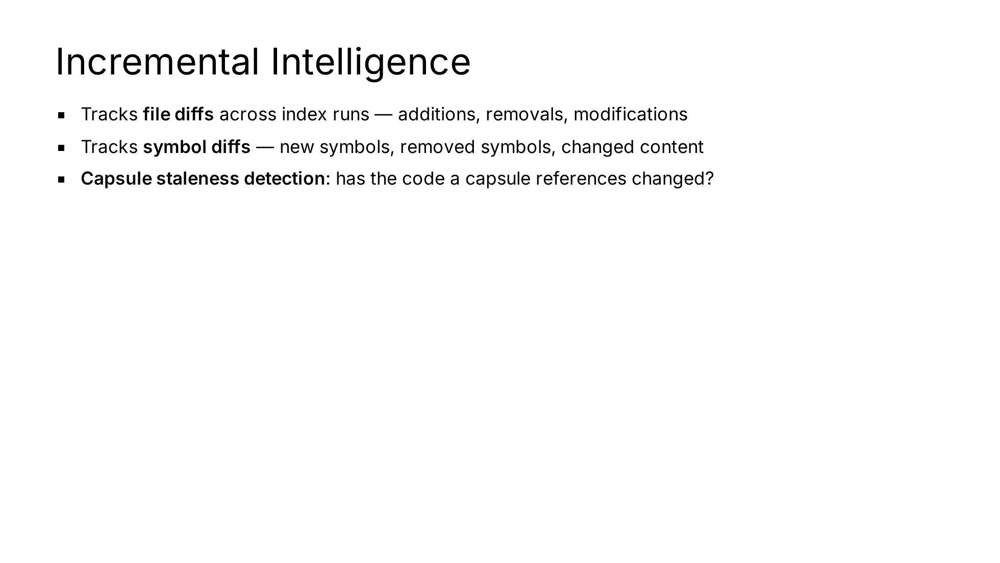 Incremental Intelligence
▪ Tracks file diffs across index runs — additions, removals, modifications
▪ Tracks symbol diffs — new symbols, removed symbols, changed content
▪ Capsule staleness detection: has the code a capsule references changed?